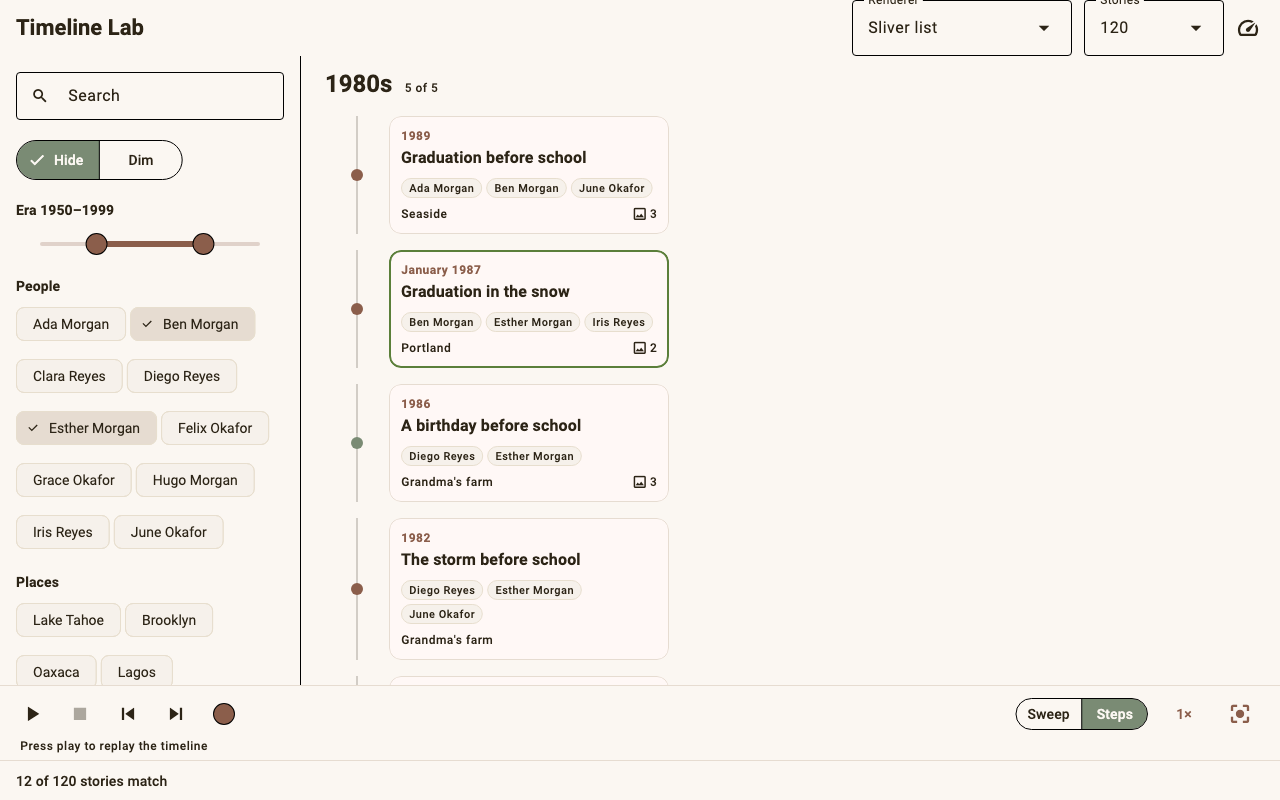 Timeline Lab
Renderer
Sliver list
Stories
120
Search
Hide
Dim
Era 1950–1999
People
Ada Morgan
Ben Morgan
Clara Reyes
Diego Reyes
Esther Morgan
Felix Okafor
Grace Okafor
Hugo Morgan
Iris Reyes
June Okafor
Places
Lake Tahoe
Brooklyn
Oaxaca
Lagos
1980s 5 of 5
1989
Graduation before school
Ada Morgan Ben Morgan June Okafor
Seaside 3
January 1987
Graduation in the snow
Ben Morgan Esther Morgan Iris Reyes
Portland 2
1986
A birthday before school
Diego Reyes Esther Morgan
Grandma's farm 3
1982
The storm before school
Diego Reyes Esther Morgan
June Okafor
Grandma's farm
Sweep Steps 1×
Press play to replay the timeline
12 of 120 stories match